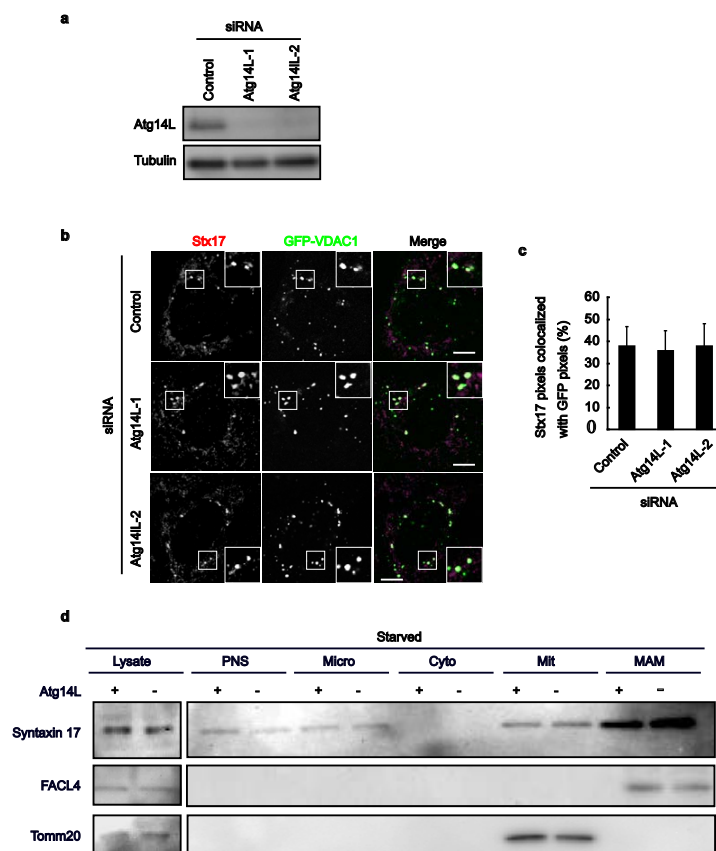 a
siRNA
Control
Atg14L-1
Atg14IL-2
Atg14L
Tubulin
b
Stx17 GFP-VDAC1 Merge
siRNA
Control
Atg14L-1
Atg14IL-2
c
Stx17 pixels colocalized
with GFP pixels (%)
60
50
40
30
20
10
0
Control
Atg14L-1
Atg14L-2
siRNA
d
Starved
Lysate PNS Micro Cyto Mit MAM
Atg14L + - + - + - + - + - + -
Syntaxin 17
FACL4
Tomm20